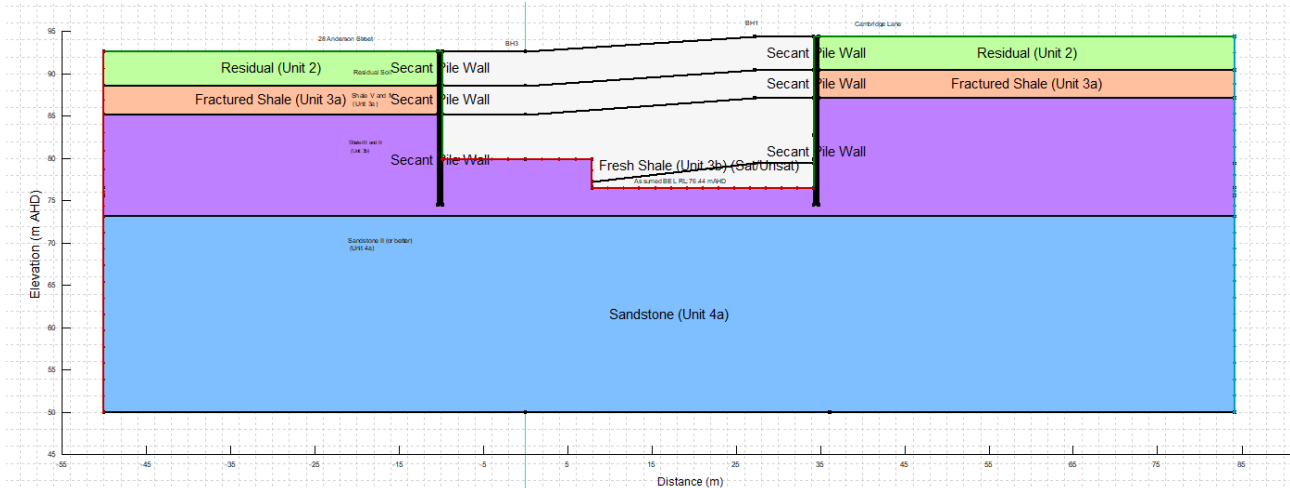 95
90
85
80
75
70
65
60
55
50
45
Elevation (m AHD)
28 Anderson Street
BH3
BH1
Cambridge Lane
Residual (Unit 2)
Residual Soil
Secant Pile Wall
Secant Pile Wall
Residual (Unit 2)
Fractured Shale (Unit 3a)
(Unit 3a)
Secant Pile Wall
Secant Pile Wall
Fractured Shale (Unit 3a)
(Unit 3b)
Secant Pile Wall
Secant Pile Wall
Fresh Shale (Unit 3b) (Sat/Unsat)
Assumed BEL RL 76.44 mAHD
Sandstone II (or better)
(Unit 4a)
Sandstone (Unit 4a)
-55 -45 -35 -25 -15 -5 5 15 25 35 45 55 65 75 85
Distance (m)